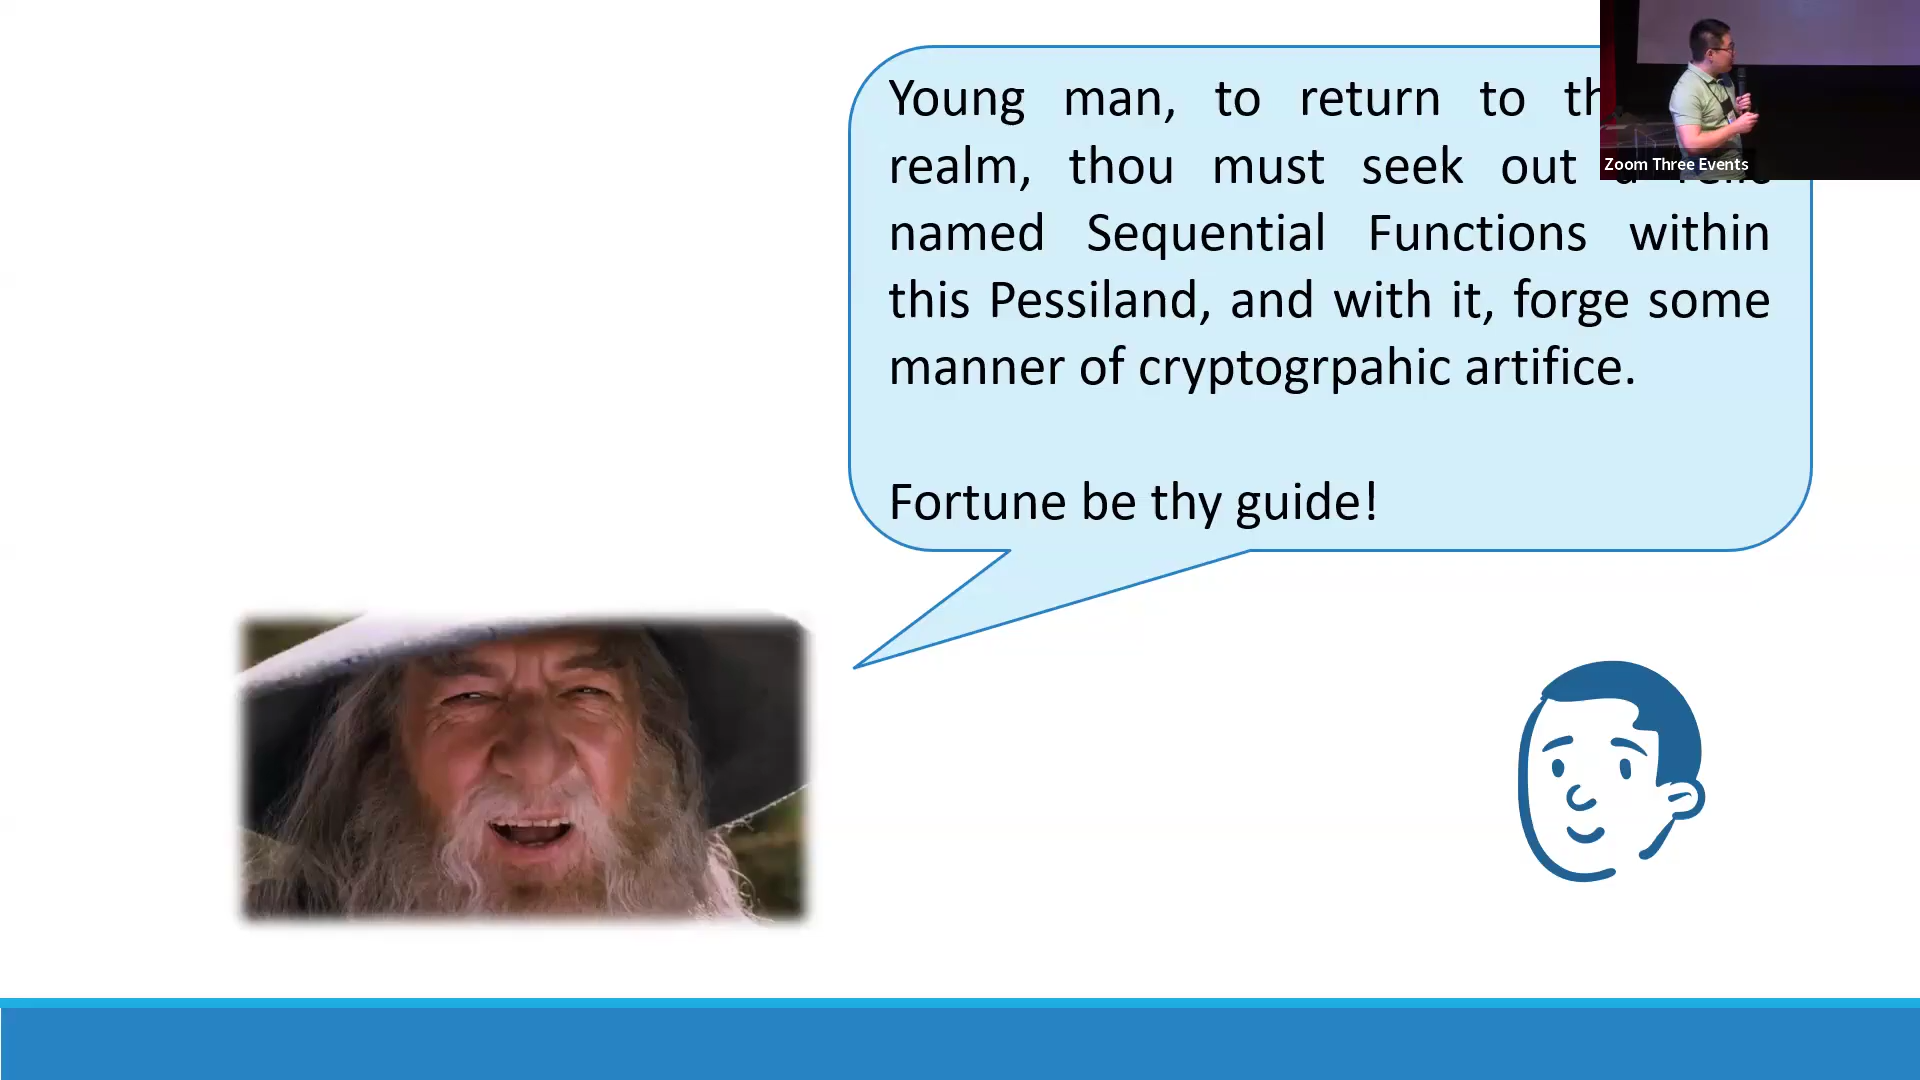 Young man, to return to
realm, thou must seek out
named Sequential Functions within
this Pessiland, and with it, forge some
manner of cryptogrpahic artifice.
Fortune be thy guide!
Zoom Three Events